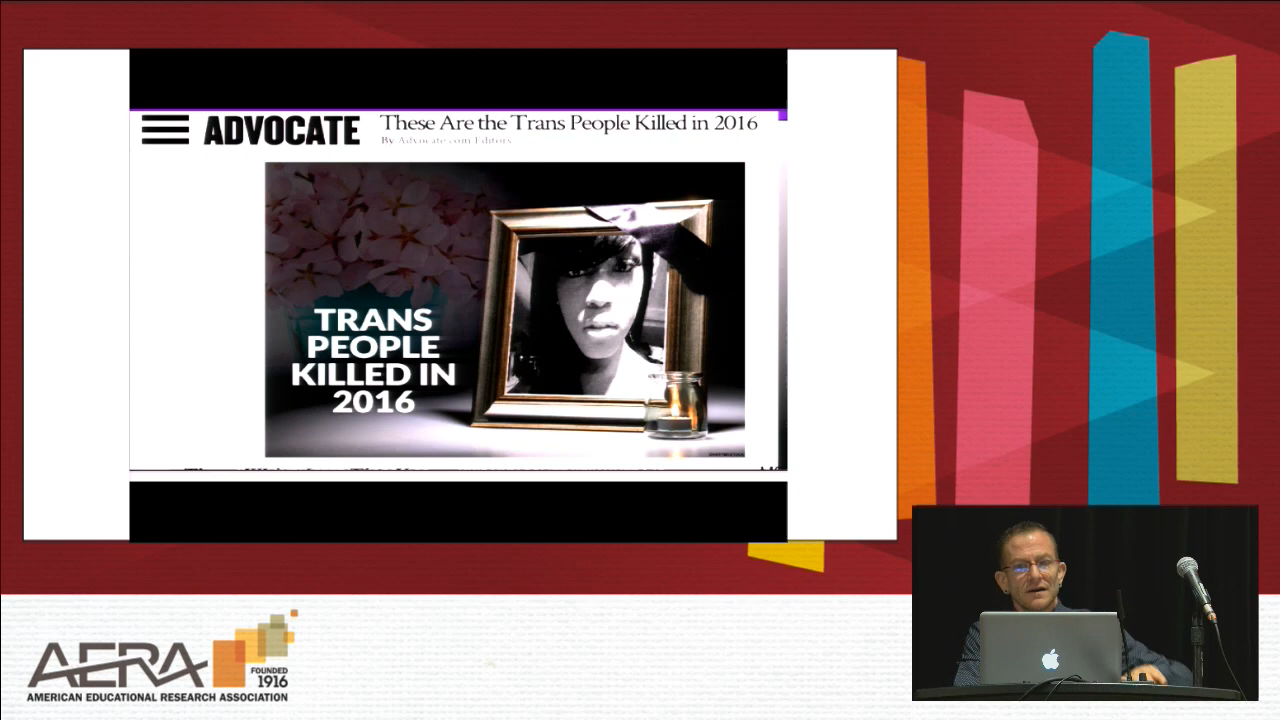 ADVOCATE
These Are the Trans People Killed in 2016
By Advocate.com Editors
TRANS
PEOPLE
KILLED IN
2016
AERA
FOUNDED
1916
AMERICAN EDUCATIONAL RESEARCH ASSOCIATION